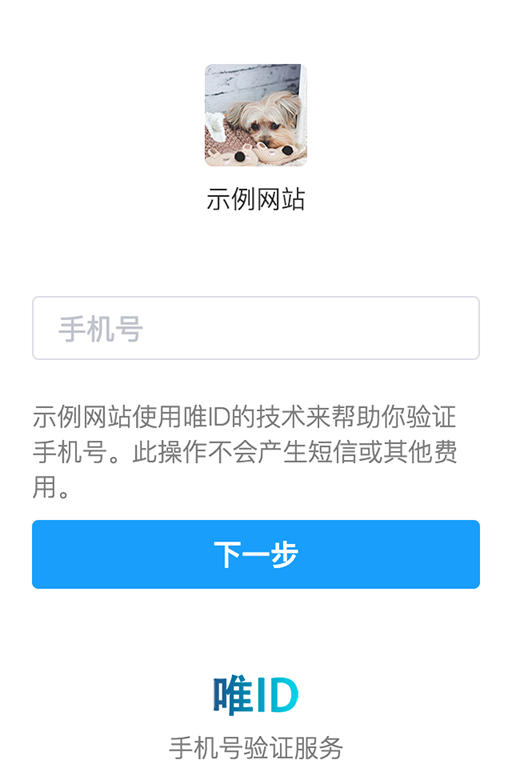 示例网站
手机号
示例网站使用唯ID的技术来帮助你验证
手机号。此操作不会产生短信或其他费
用。
下一步
唯ID
手机号验证服务